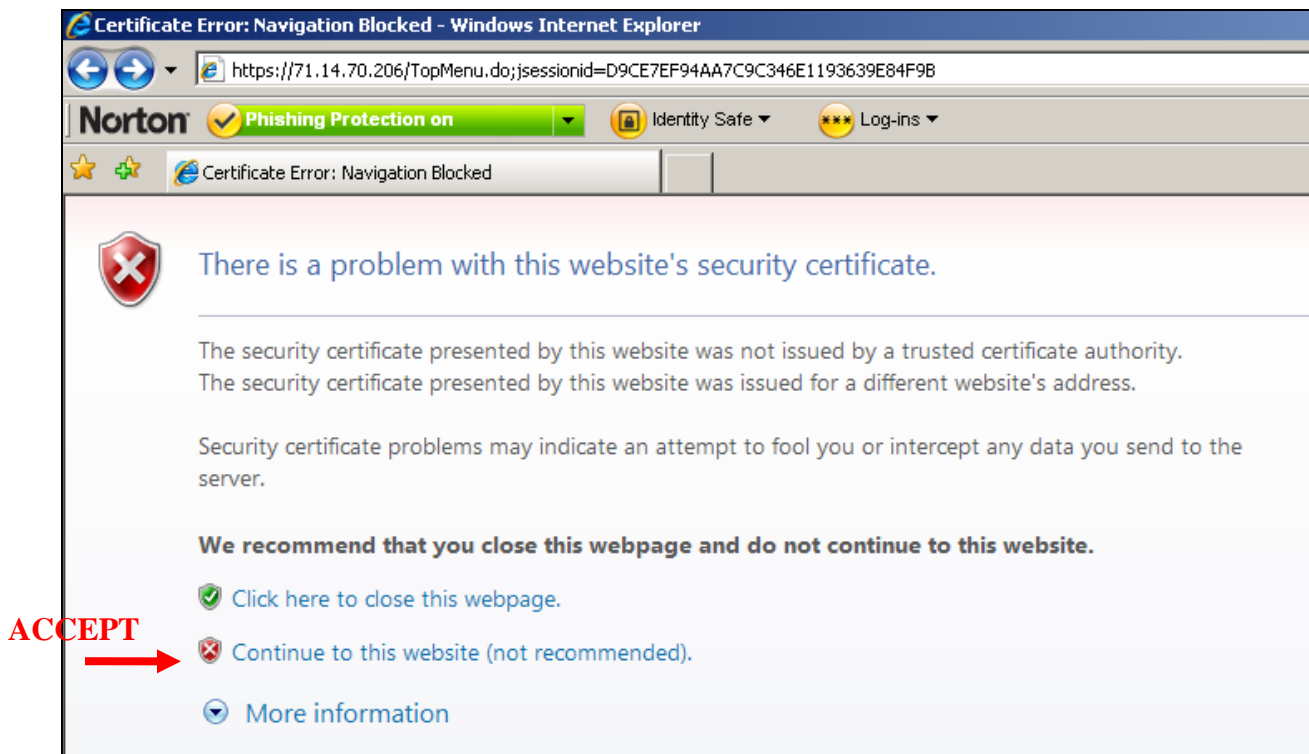 Certificate Error: Navigation Blocked - Windows Internet Explorer
https://71.14.70.206/TopMenu.do;jsessionid=D9CE7EF94AA7C9C346E1193639E84F9B
Norton Phishing Protection on Identity Safe Log-ins
Certificate Error: Navigation Blocked
There is a problem with this website's security certificate.
The security certificate presented by this website was not issued by a trusted certificate authority.
The security certificate presented by this website was issued for a different website's address.
Security certificate problems may indicate an attempt to fool you or intercept any data you send to the
server.
We recommend that you close this webpage and do not continue to this website.
Click here to close this webpage.
ACCEPT
Continue to this website (not recommended).
More information